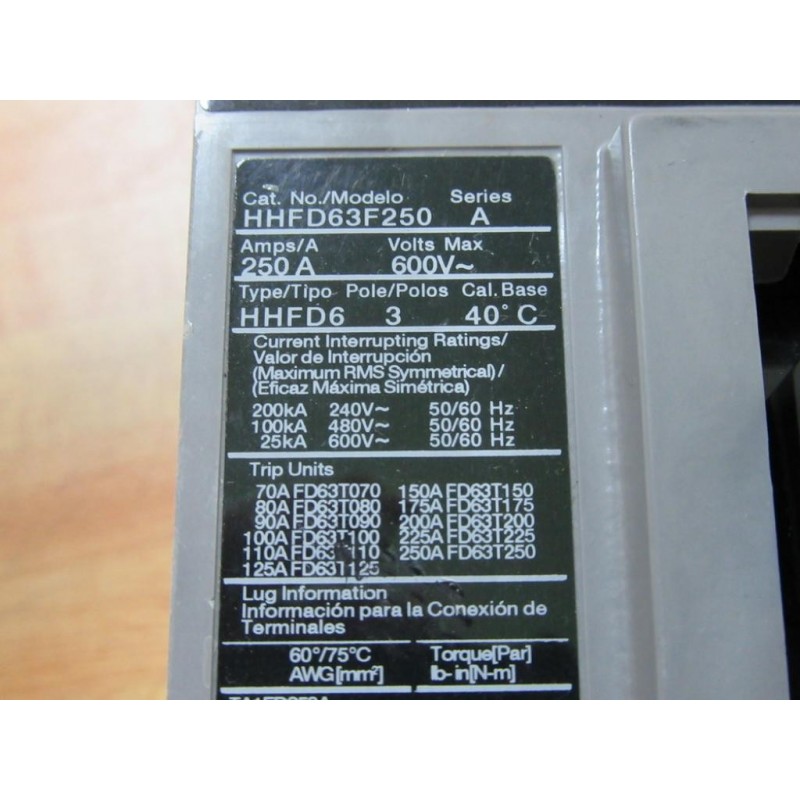 Cat. No./Modelo Series
HHFD63F250 A
Amps/A Volts Max
250 A 600V~
Type/Tipo Pole/Polos Cal. Base
HHFD6 3 40°C
Current Interrupting Ratings/
Valor de Interrupción
(Maximum RMS Symmetrical)/
(Eficaz Máxima Simétrica)
200kA 240V~ 50/60 Hz
100kA 480V~ 50/60 Hz
25kA 600V~ 50/60 Hz
Trip Units
70A FD63T070 150A FD63T150
80A FD63T080 175A FD63T175
90A FD63T090 200A FD63T200
100A FD63T100 225A FD63T225
110A FD63T110 250A FD63T250
125A FD63T125
Lug Information
Información para la Conexión de
Terminales
60°/75°C Torque[Par]
AWG[mm²] lb-in[N-m]